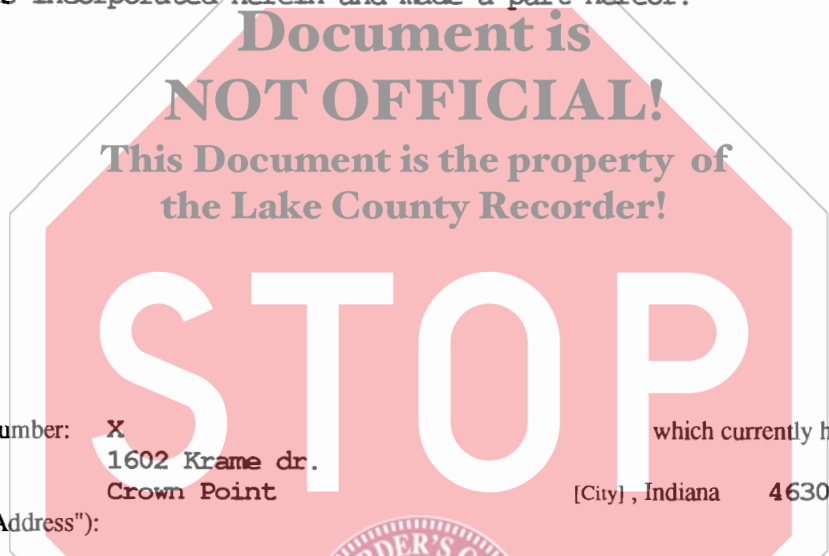 incorporated herein and made a part hereof.
Document is
NOT OFFICIAL!
This Document is the property of
the Lake County Recorder!
STOP
umber: X which currently h
1602 Krame dr.
Crown Point [City] , Indiana 4630
Address"):
DER'S